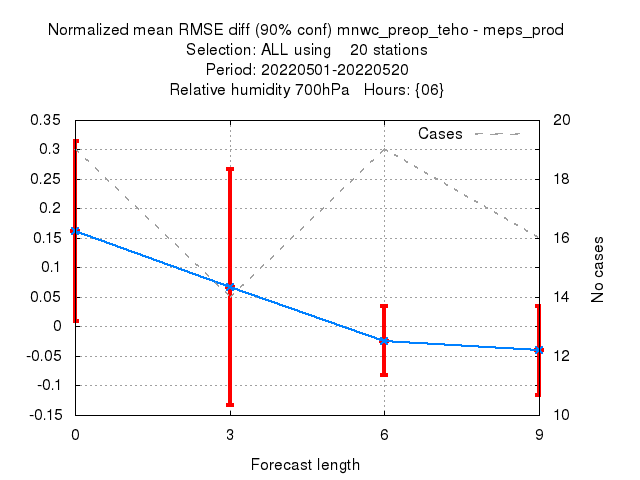 Normalized mean RMSE diff (90% conf) mnwc_preop_teho - meps_prod
Selection: ALL using    20 stations
Period: 20220501-20220520
Relative humidity 700hPa   Hours: {06}
Cases
0.35
0.3
0.25
0.2
0.15
0.1
0.05
0
-0.05
-0.1
-0.15
20
18
16
14
12
10
No cases
0 3 6 9
Forecast length